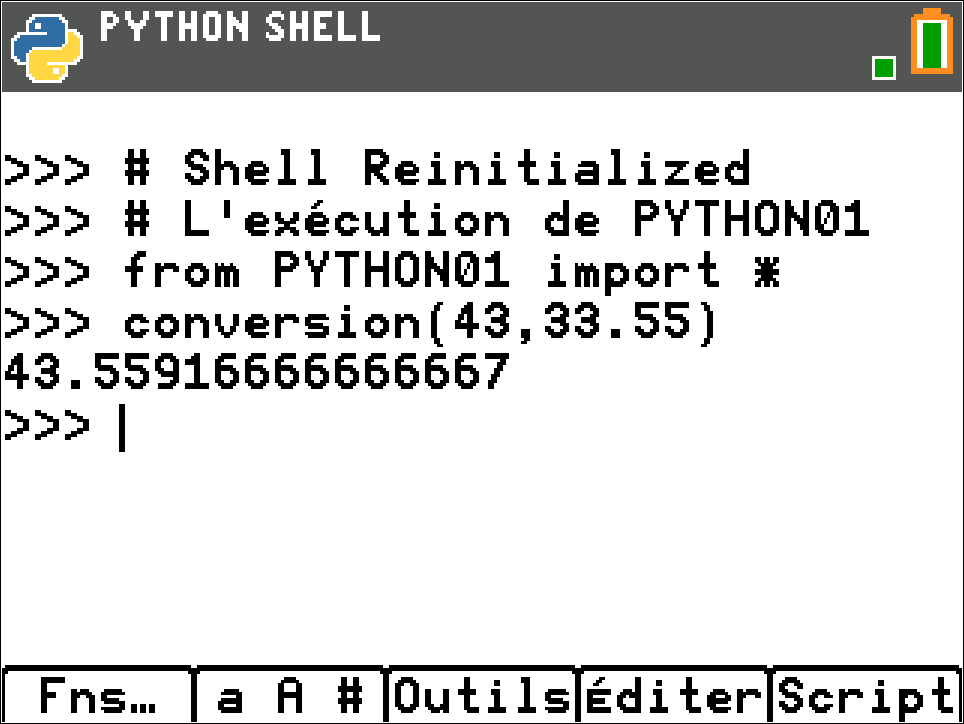 PYTHON SHELL
>>> # Shell Reinitialized
>>> # L'exécution de PYTHON01
>>> from PYTHON01 import *
>>> conversion(43,33.55)
43.55916666666667
>>> |
Fns… a A # Outils Éditer Script